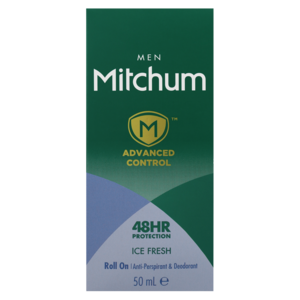 MEN
Mitchum
M ™
ADVANCED
CONTROL
48HR
PROTECTION
ICE FRESH
Roll On | Anti-Perspirant & Deodorant
50 mL e